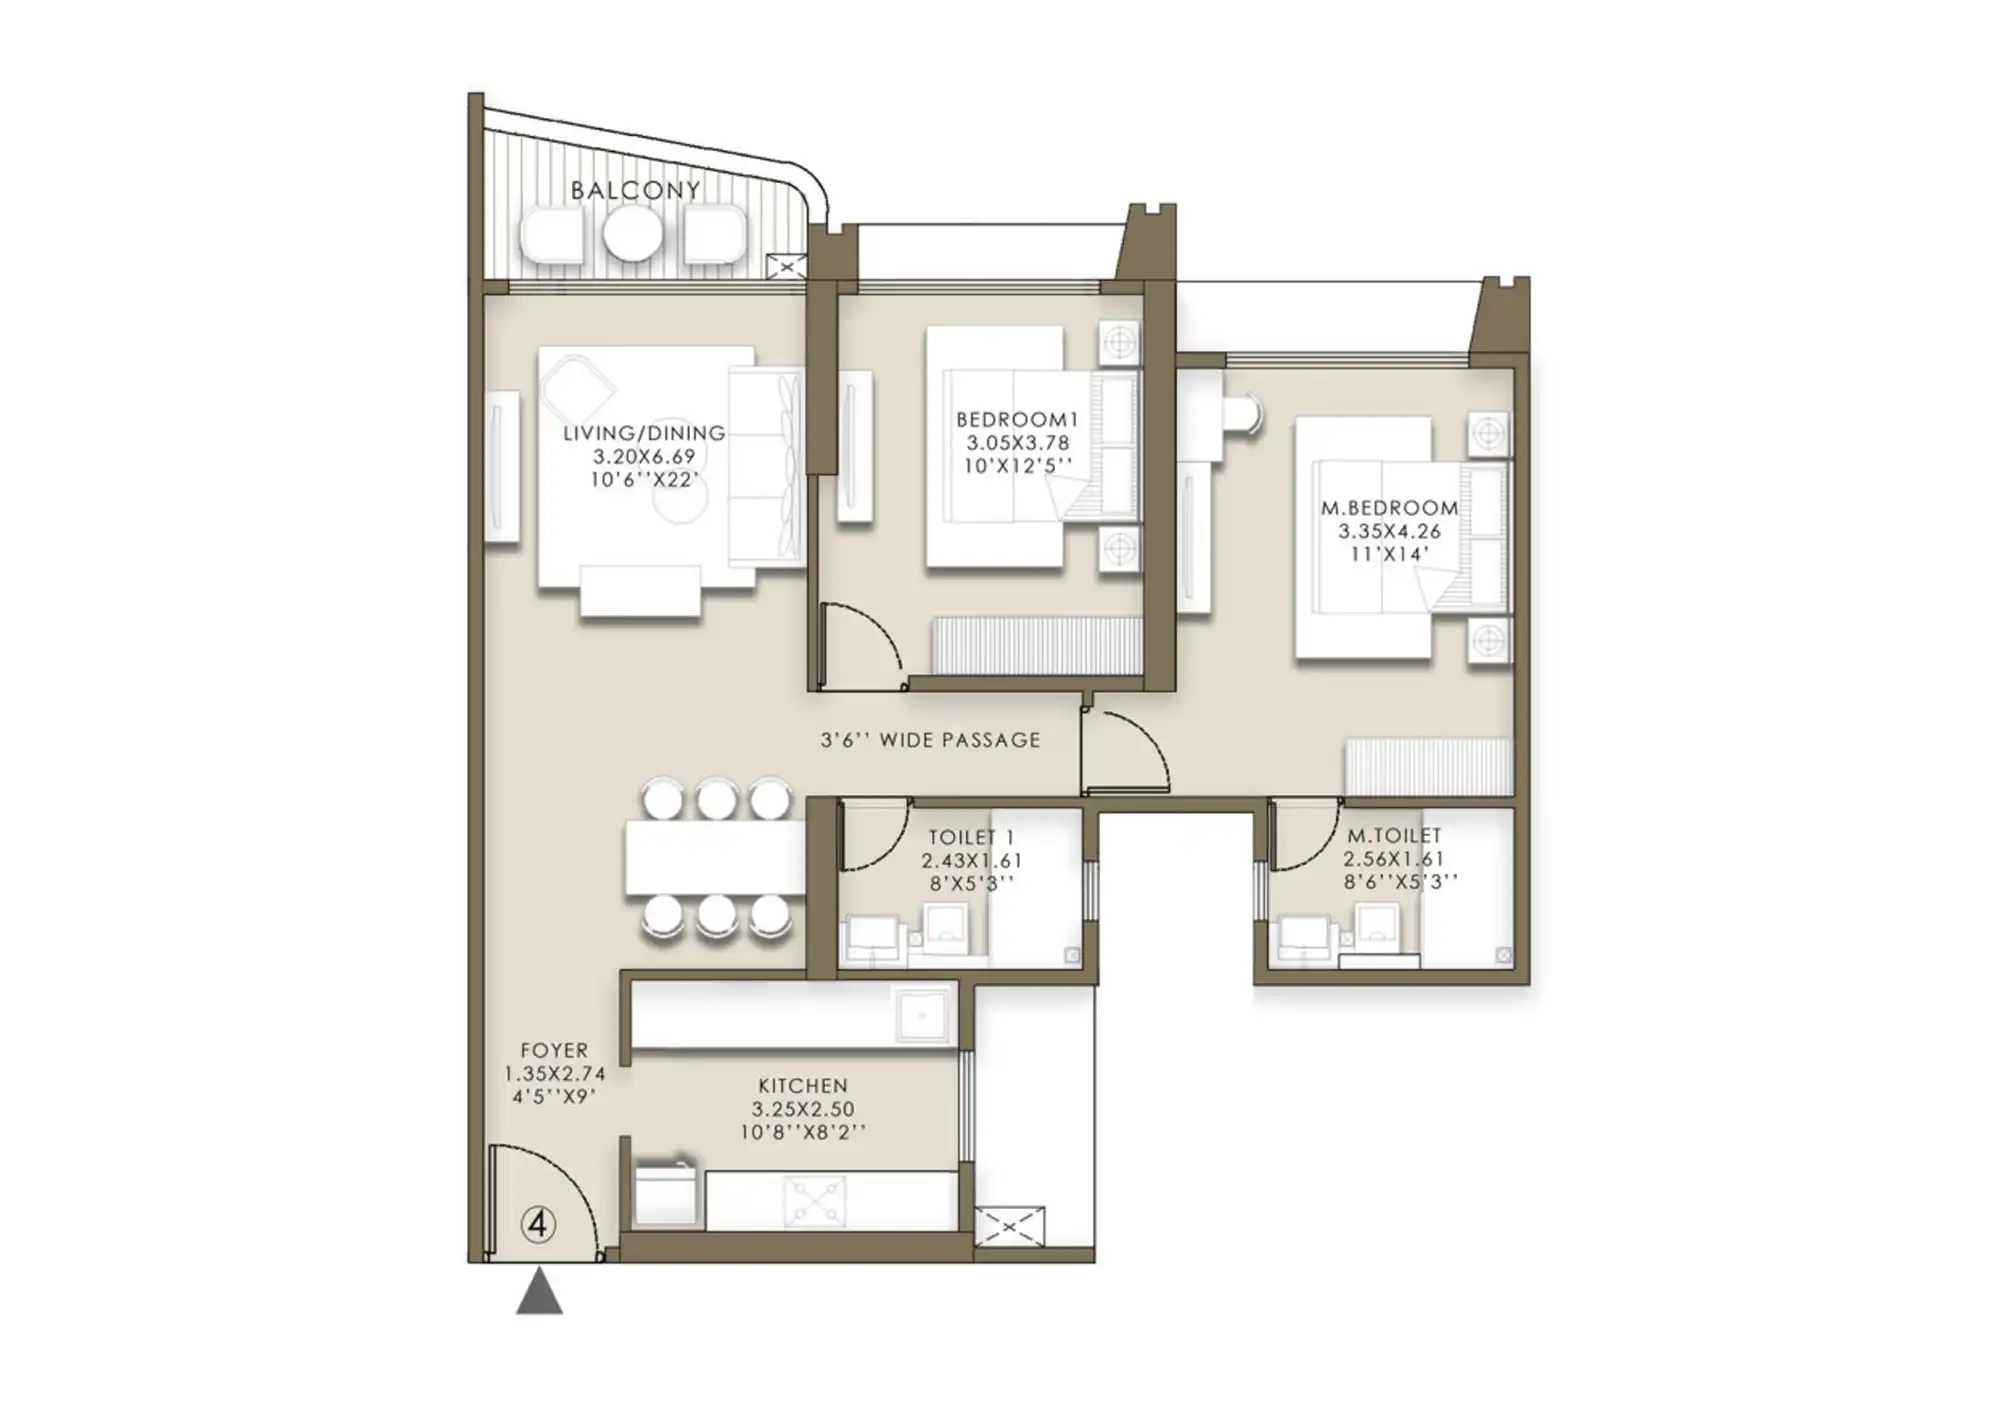 BALCONY
LIVING/DINING
3.20X6.69
10'6''X22'
BEDROOM1
3.05X3.78
10'X12'5''
M.BEDROOM
3.35X4.26
11'X14'
3'6'' WIDE PASSAGE
TOILET 1
2.43X1.61
8'X5'3''
M.TOILET
2.56X1.61
8'6''X5'3''
FOYER
1.35X2.74
4'5''X9'
KITCHEN
3.25X2.50
10'8''X8'2''
4